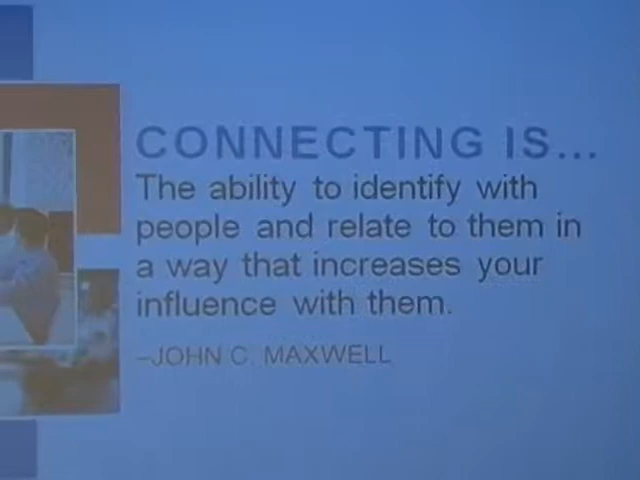 CONNECTING IS...
The ability to identify with
people and relate to them in
a way that increases your
influence with them.
–JOHN C. MAXWELL